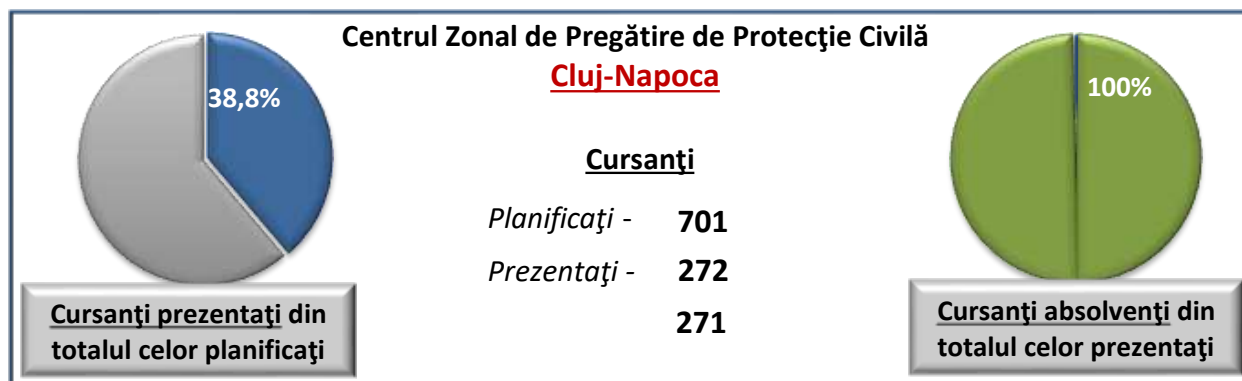 Centrul Zonal de Pregătire de Protecţie Civilă
Cluj-Napoca
38,8%
100%
Cursanţi
Planificaţi - 701
Prezentaţi - 272
271
Cursanţi prezentaţi din
totalul celor planificaţi
Cursanţi absolvenţi din
totalul celor prezentaţi